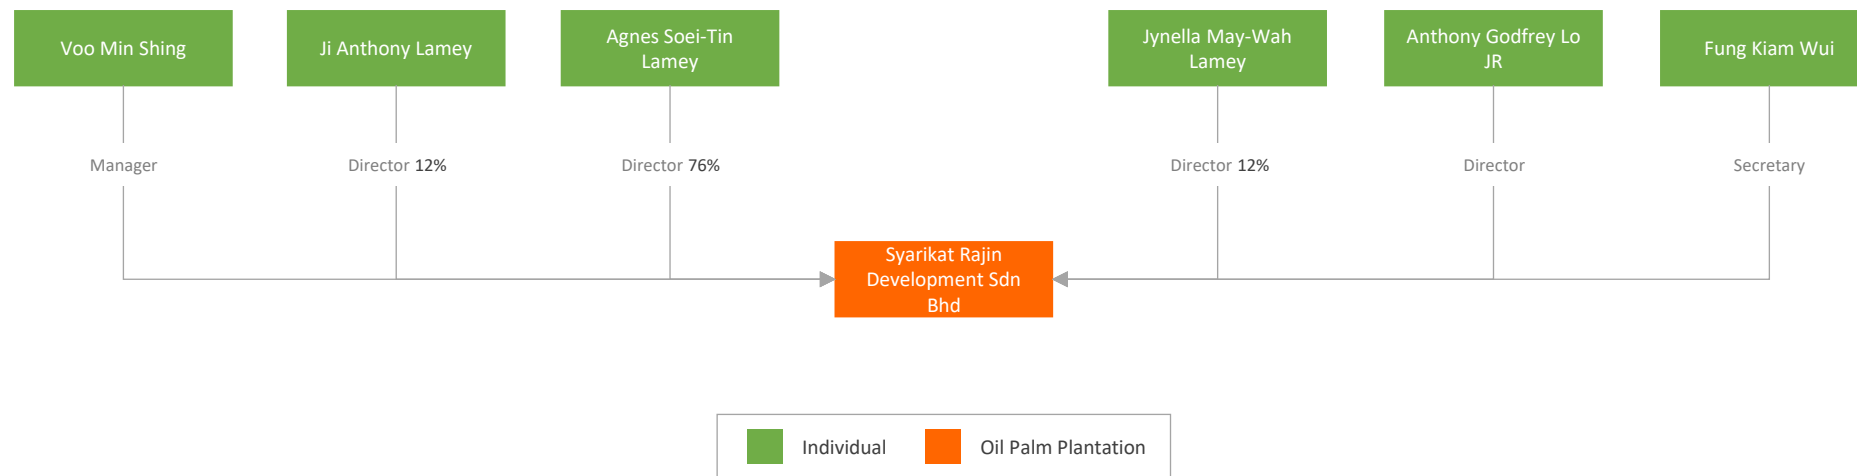 Voo Min Shing
Ji Anthony Lamey
Agnes Soei-Tin
Lamey
Jynella May-Wah
Lamey
Anthony Godfrey Lo
JR
Fung Kiam Wui
Manager
Director 12%
Director 76%
Director 12%
Director
Secretary
Syarikat Rajin
Development Sdn
Bhd
Individual
Oil Palm Plantation